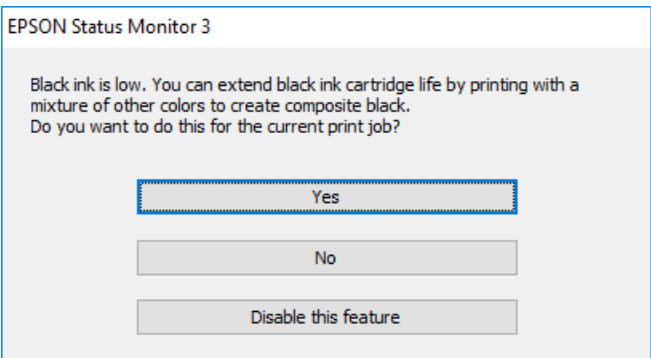 EPSON Status Monitor 3
Black ink is low. You can extend black ink cartridge life by printing with a
mixture of other colors to create composite black.
Do you want to do this for the current print job?
Yes
No
Disable this feature